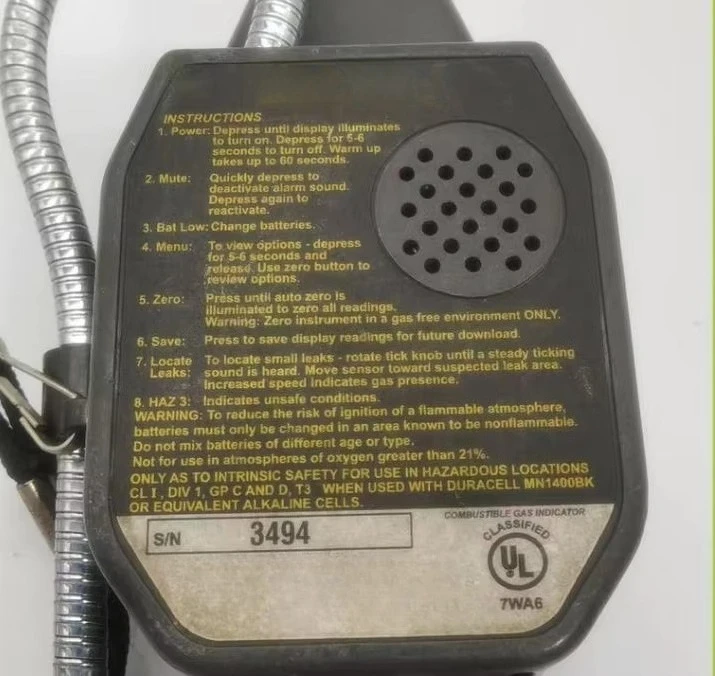 INSTRUCTIONS
1. Power: Depress until display illuminates
to turn on. Depress for 5-6
seconds to turn off. Warm up
takes up to 60 seconds.
2. Mute: Quickly depress to
deactivate alarm sound.
Depress again to
reactivate.
3. Bat Low: Change batteries.
4. Menu: To view options - depress
for 5-6 seconds and
release. Use zero button to
review options.
5. Zero: Press until auto zero is
illuminated to zero all readings.
Warning: Zero instrument in a gas free environment ONLY.
6. Save: Press to save display readings for future download.
7. Locate To locate small leaks - rotate tick knob until a steady ticking
Leaks: sound is heard. Move sensor toward suspected leak area.
Increased speed indicates gas presence.
8. HAZ 3: Indicates unsafe conditions.
WARNING: To reduce the risk of ignition of a flammable atmosphere,
batteries must only be changed in an area known to be nonflammable.
Do not mix batteries of different age or type.
Not for use in atmospheres of oxygen greater than 21%.
ONLY AS TO INTRINSIC SAFETY FOR USE IN HAZARDOUS LOCATIONS
CL I, DIV 1, GP C AND D, T3 WHEN USED WITH DURACELL MN1400BK
OR EQUIVALENT ALKALINE CELLS.
S/N 3494
COMBUSTIBLE GAS INDICATOR
CLASSIFIED
UL
7WA6